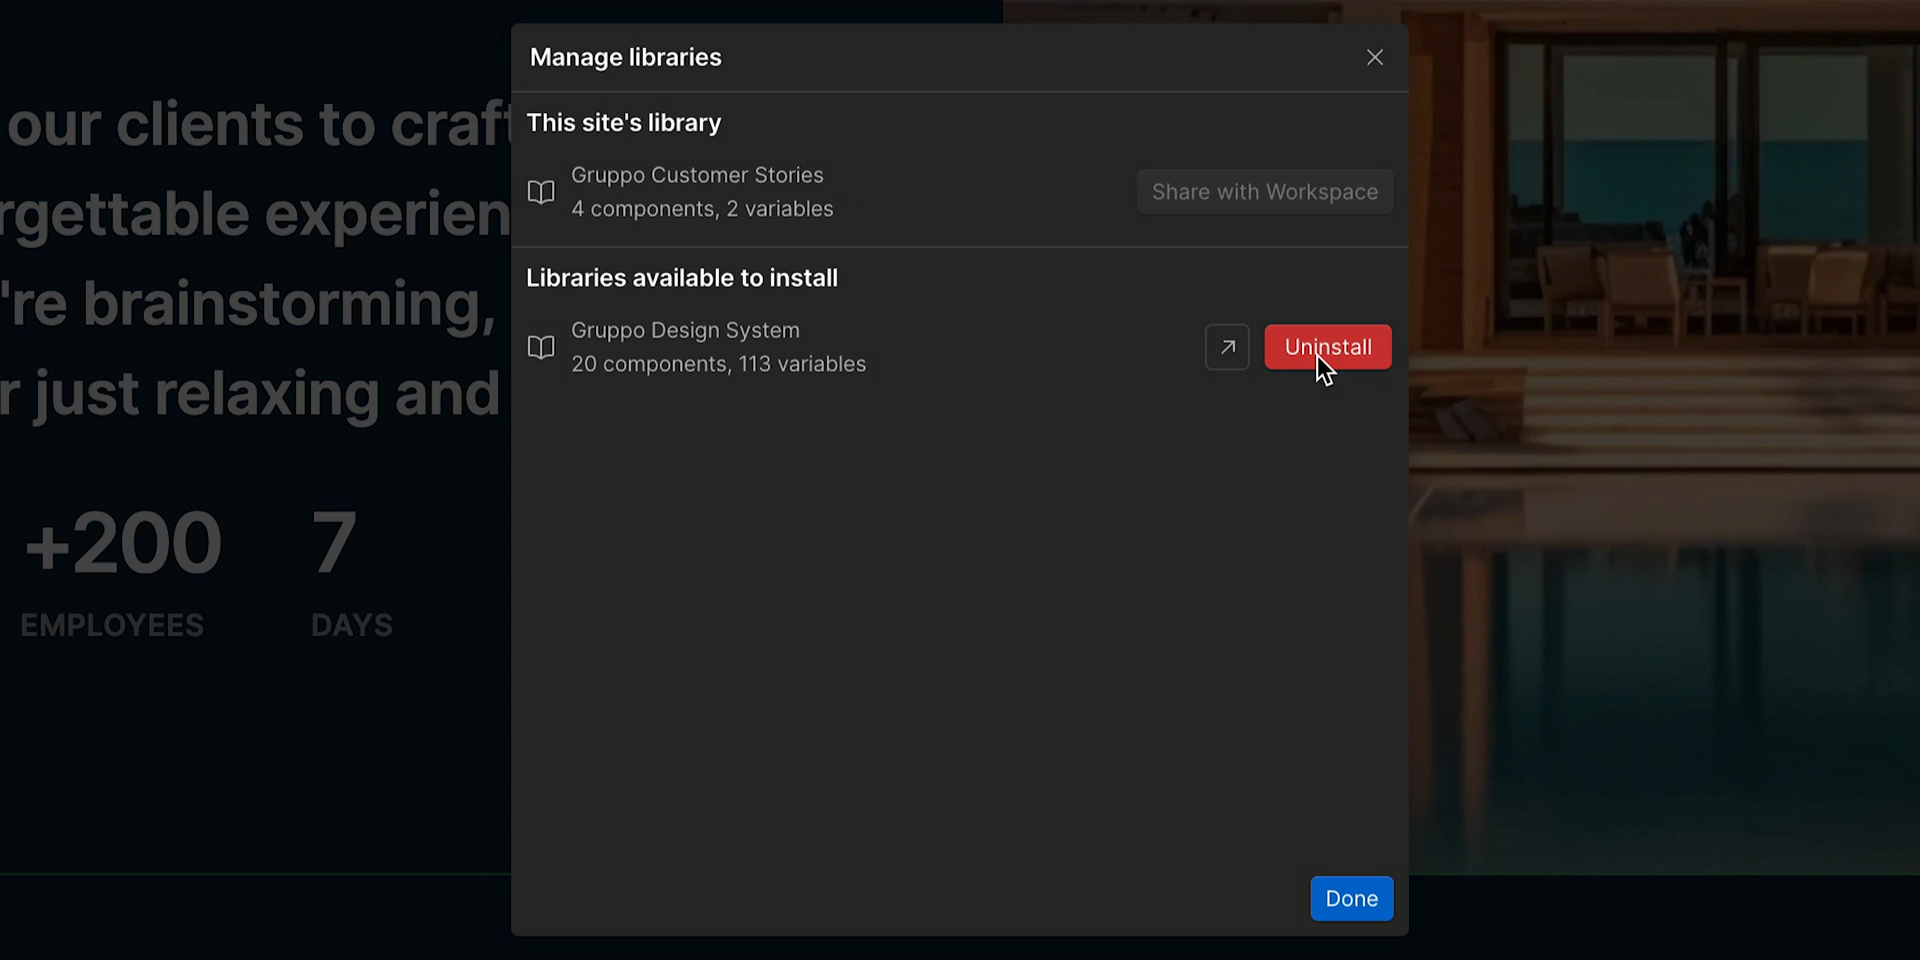 Manage libraries
This site's library
Gruppo Customer Stories
4 components, 2 variables
Share with Workspace
Libraries available to install
Gruppo Design System
20 components, 113 variables
Uninstall
Done
our clients to craft
rgettable experien
're brainstorming,
r just relaxing and
+200
7
EMPLOYEES
DAYS